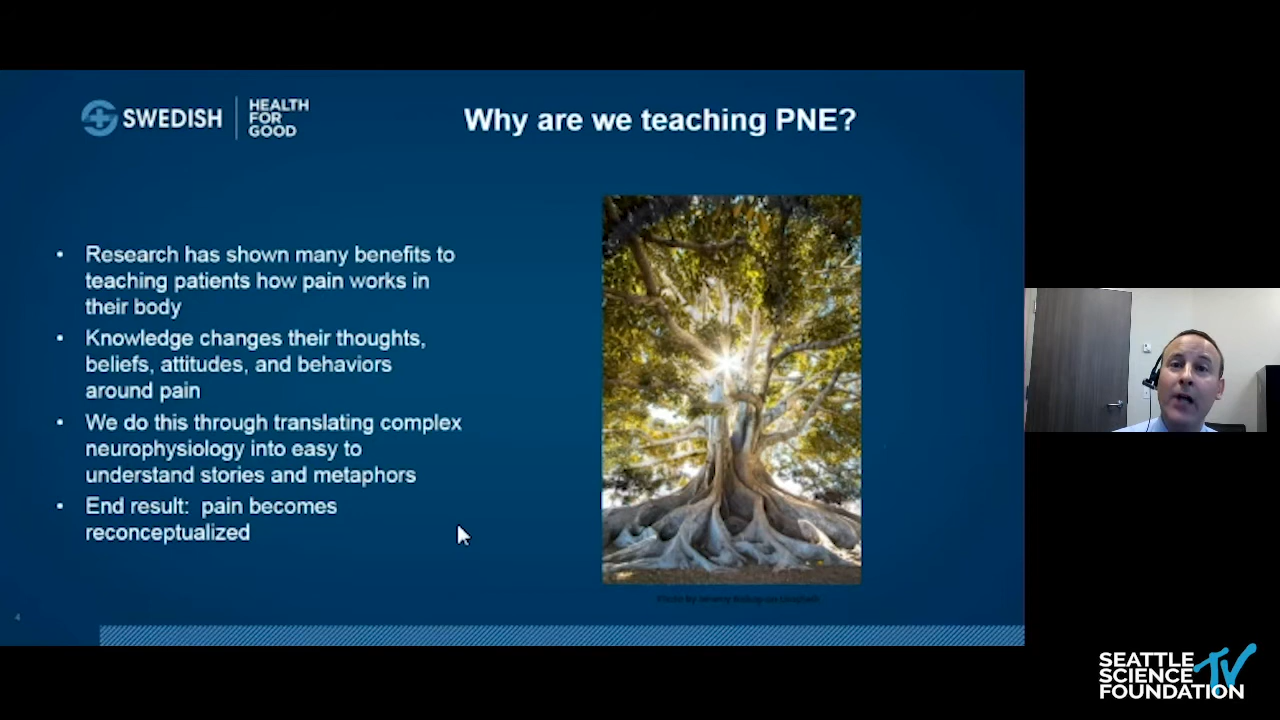 SWEDISH
HEALTH
FOR
GOOD
Why are we teaching PNE?
• Research has shown many benefits to
teaching patients how pain works in
their body
• Knowledge changes their thoughts,
beliefs, attitudes, and behaviors
around pain
• We do this through translating complex
neurophysiology into easy to
understand stories and metaphors
• End result:  pain becomes
reconceptualized
4
SEATTLE
SCIENCE
FOUNDATION
TV